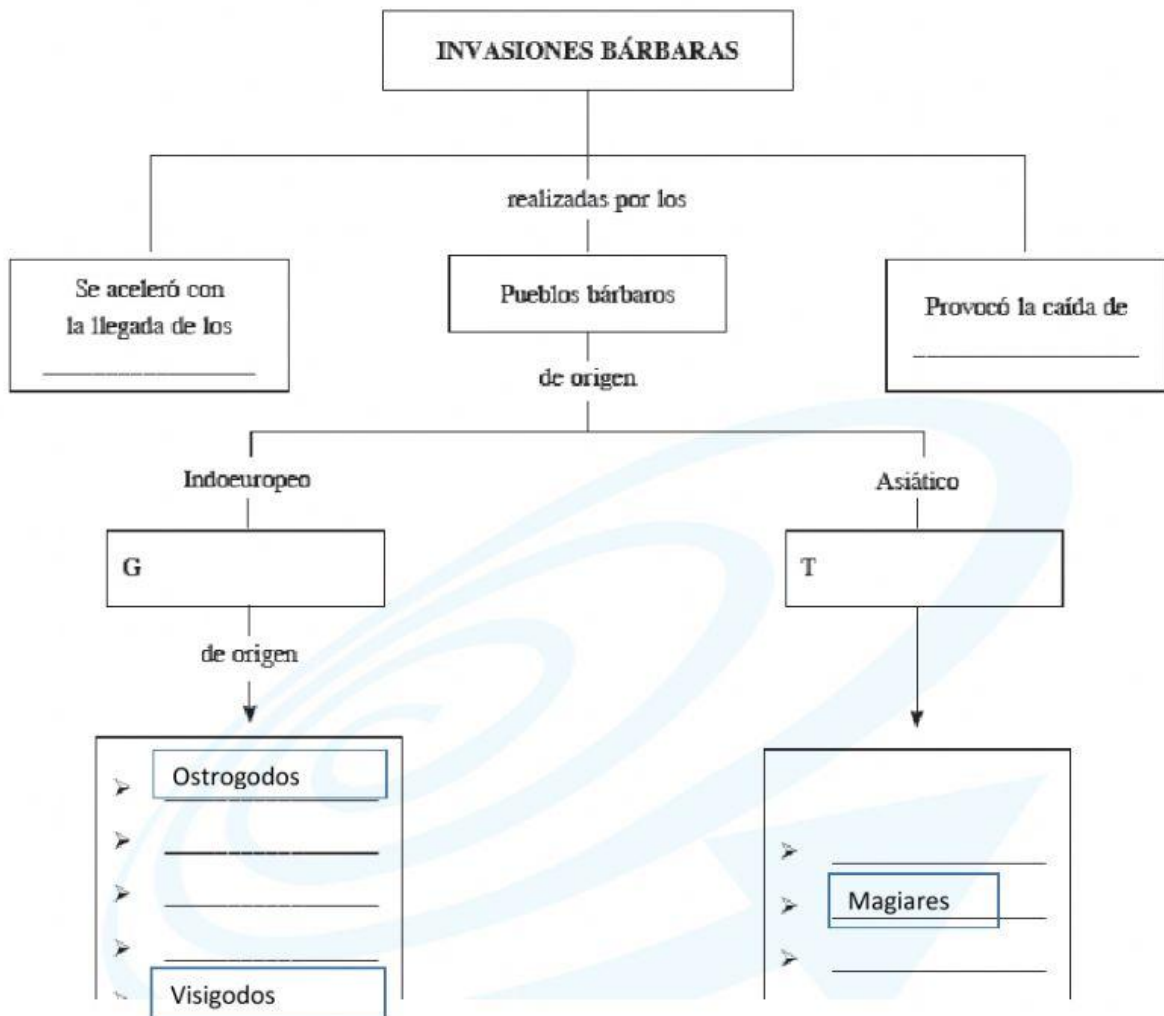 INVASIONES BÁRBARAS
realizadas por los
Se aceleró con
la llegada de los
Pueblos bárbaros
Provocó la caída de
de origen
Indoeuropeo
Asiático
G
T
de origen
Ostrogodos
Magiares
Visigodos